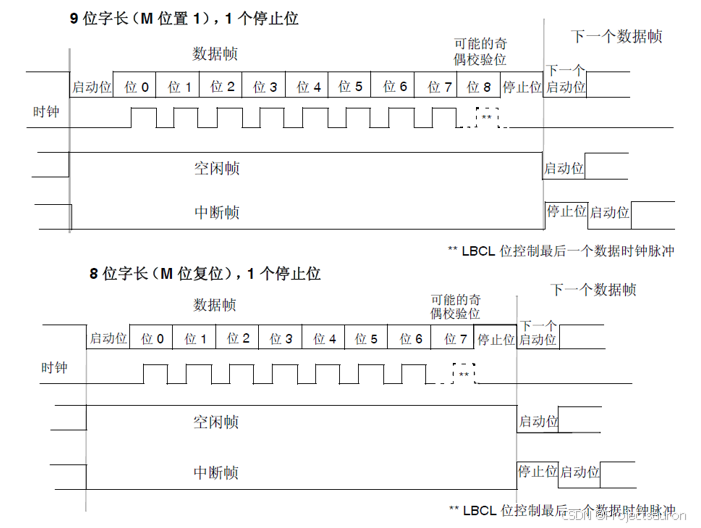 9 位字长（M 位置 1），1 个停止位
下一个数据帧
数据帧
可能的奇
偶校验位
启动位 位 0 位 1 位 2 位 3 位 4 位 5 位 6 位 7 位 8 停止位
下一个
启动位
时钟
**
空闲帧
启动位
中断帧
停止位 启动位
** LBCL 位控制最后一个数据时钟脉冲
8 位字长（M 位复位），1 个停止位
下一个数据帧
数据帧
可能的奇
偶校验位
启动位 位 0 位 1 位 2 位 3 位 4 位 5 位 6 位 7 停止位
下一个
启动位
时钟
**
空闲帧
启动位
中断帧
停止位 启动位
** LBCL 位控制最后一个数据时钟脉冲
CSDN @Projectsauron